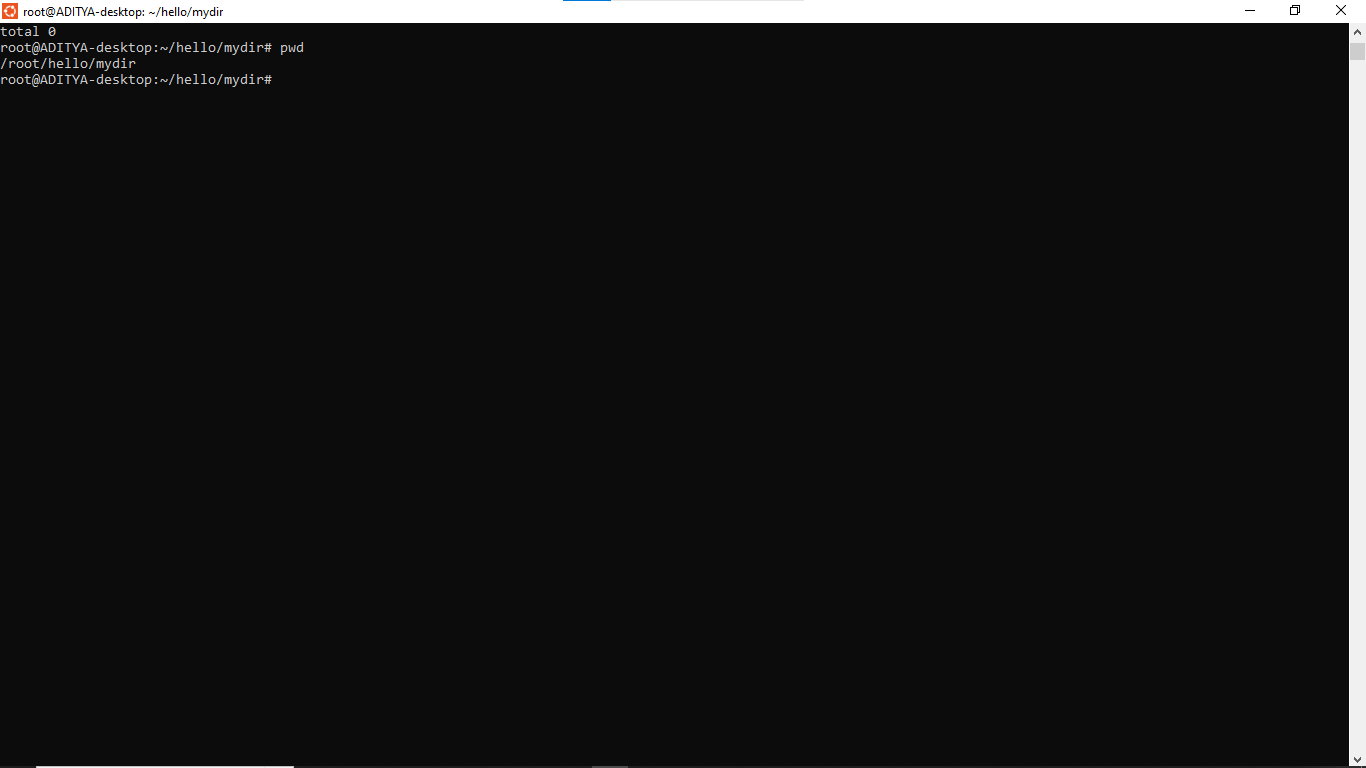 root@ADITYA-desktop: ~/hello/mydir
total 0
root@ADITYA-desktop:~/hello/mydir# pwd
/root/hello/mydir
root@ADITYA-desktop:~/hello/mydir#